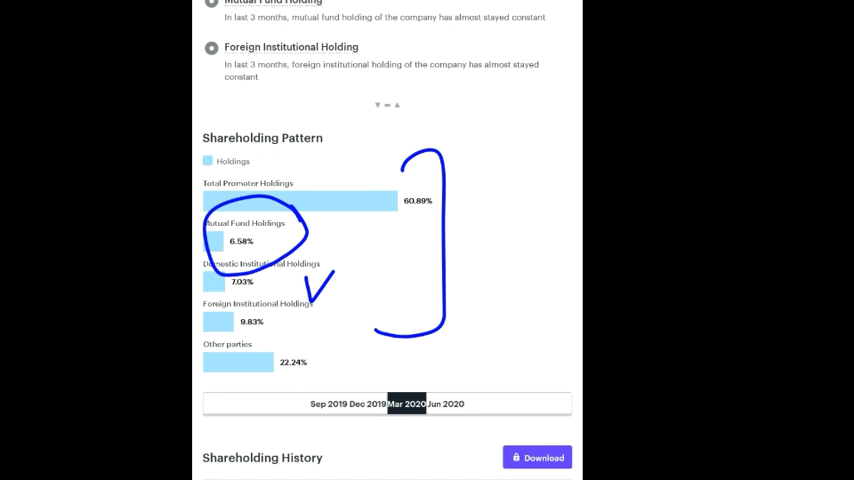 Mutual Fund Holding
In last 3 months, mutual fund holding of the company has almost stayed constant
Foreign Institutional Holding
In last 3 months, foreign institutional holding of the company has almost stayed
constant
Shareholding Pattern
Holdings
Total Promoter Holdings
60.89%
Mutual Fund Holdings
6.58%
Domestic Institutional Holdings
7.03%
Foreign Institutional Holdings
9.83%
Other parties
22.24%
Sep 2019 Dec 2019 Mar 2020 Jun 2020
Shareholding History
Download